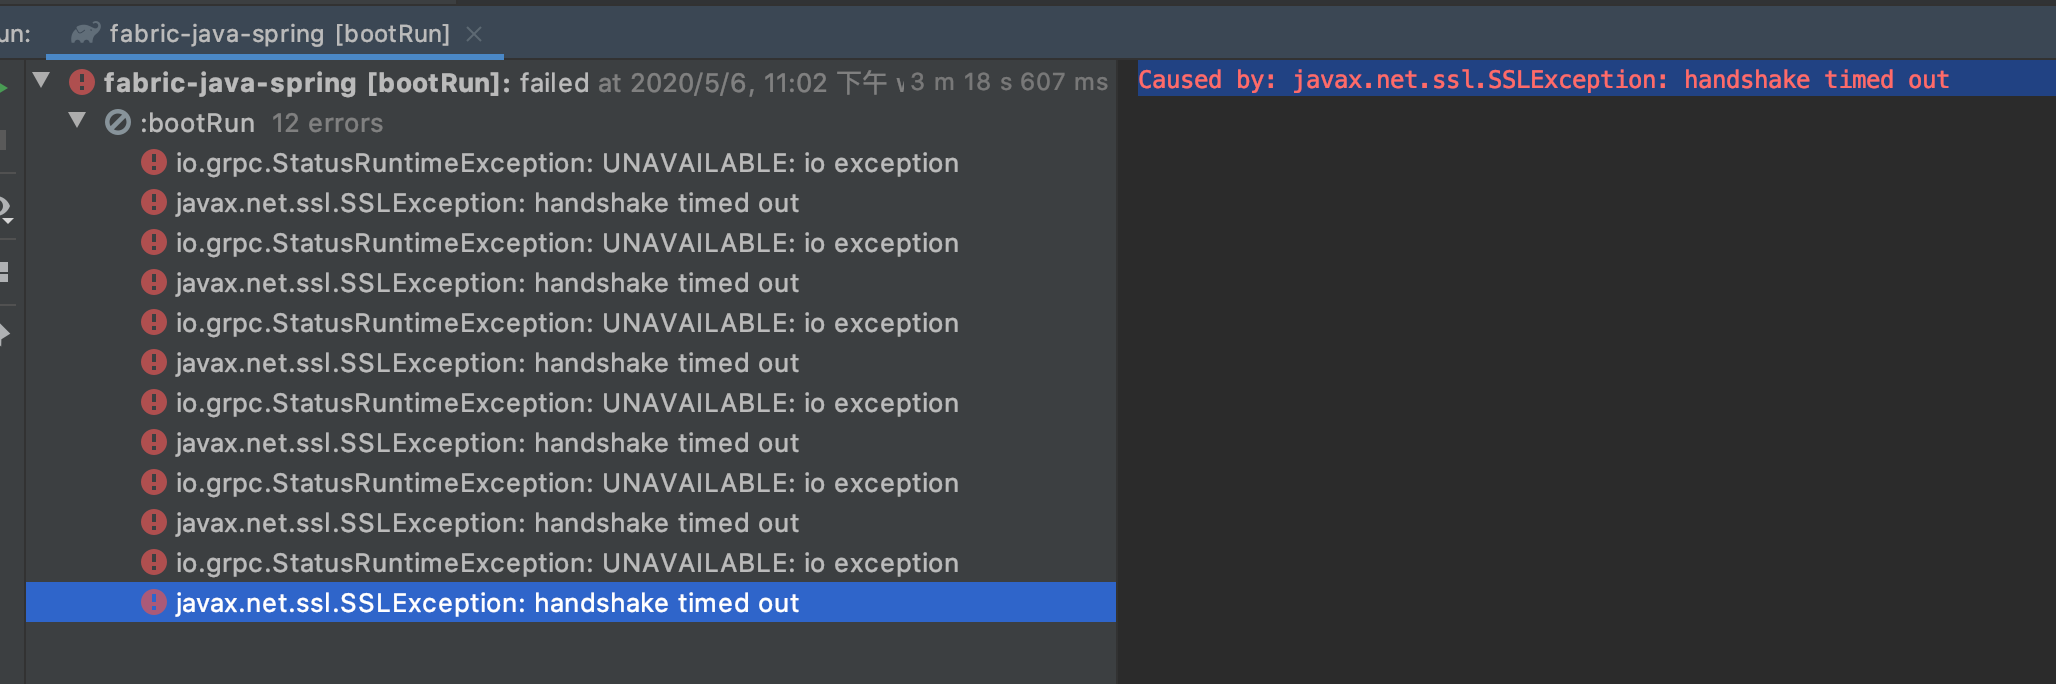 un: fabric-java-spring [bootRun]
fabric-java-spring [bootRun]: failed at 2020/5/6, 11:02 下午 3 m 18 s 607 ms
:bootRun 12 errors
io.grpc.StatusRuntimeException: UNAVAILABLE: io exception
javax.net.ssl.SSLException: handshake timed out
io.grpc.StatusRuntimeException: UNAVAILABLE: io exception
javax.net.ssl.SSLException: handshake timed out
io.grpc.StatusRuntimeException: UNAVAILABLE: io exception
javax.net.ssl.SSLException: handshake timed out
io.grpc.StatusRuntimeException: UNAVAILABLE: io exception
javax.net.ssl.SSLException: handshake timed out
io.grpc.StatusRuntimeException: UNAVAILABLE: io exception
javax.net.ssl.SSLException: handshake timed out
io.grpc.StatusRuntimeException: UNAVAILABLE: io exception
javax.net.ssl.SSLException: handshake timed out
Caused by: javax.net.ssl.SSLException: handshake timed out